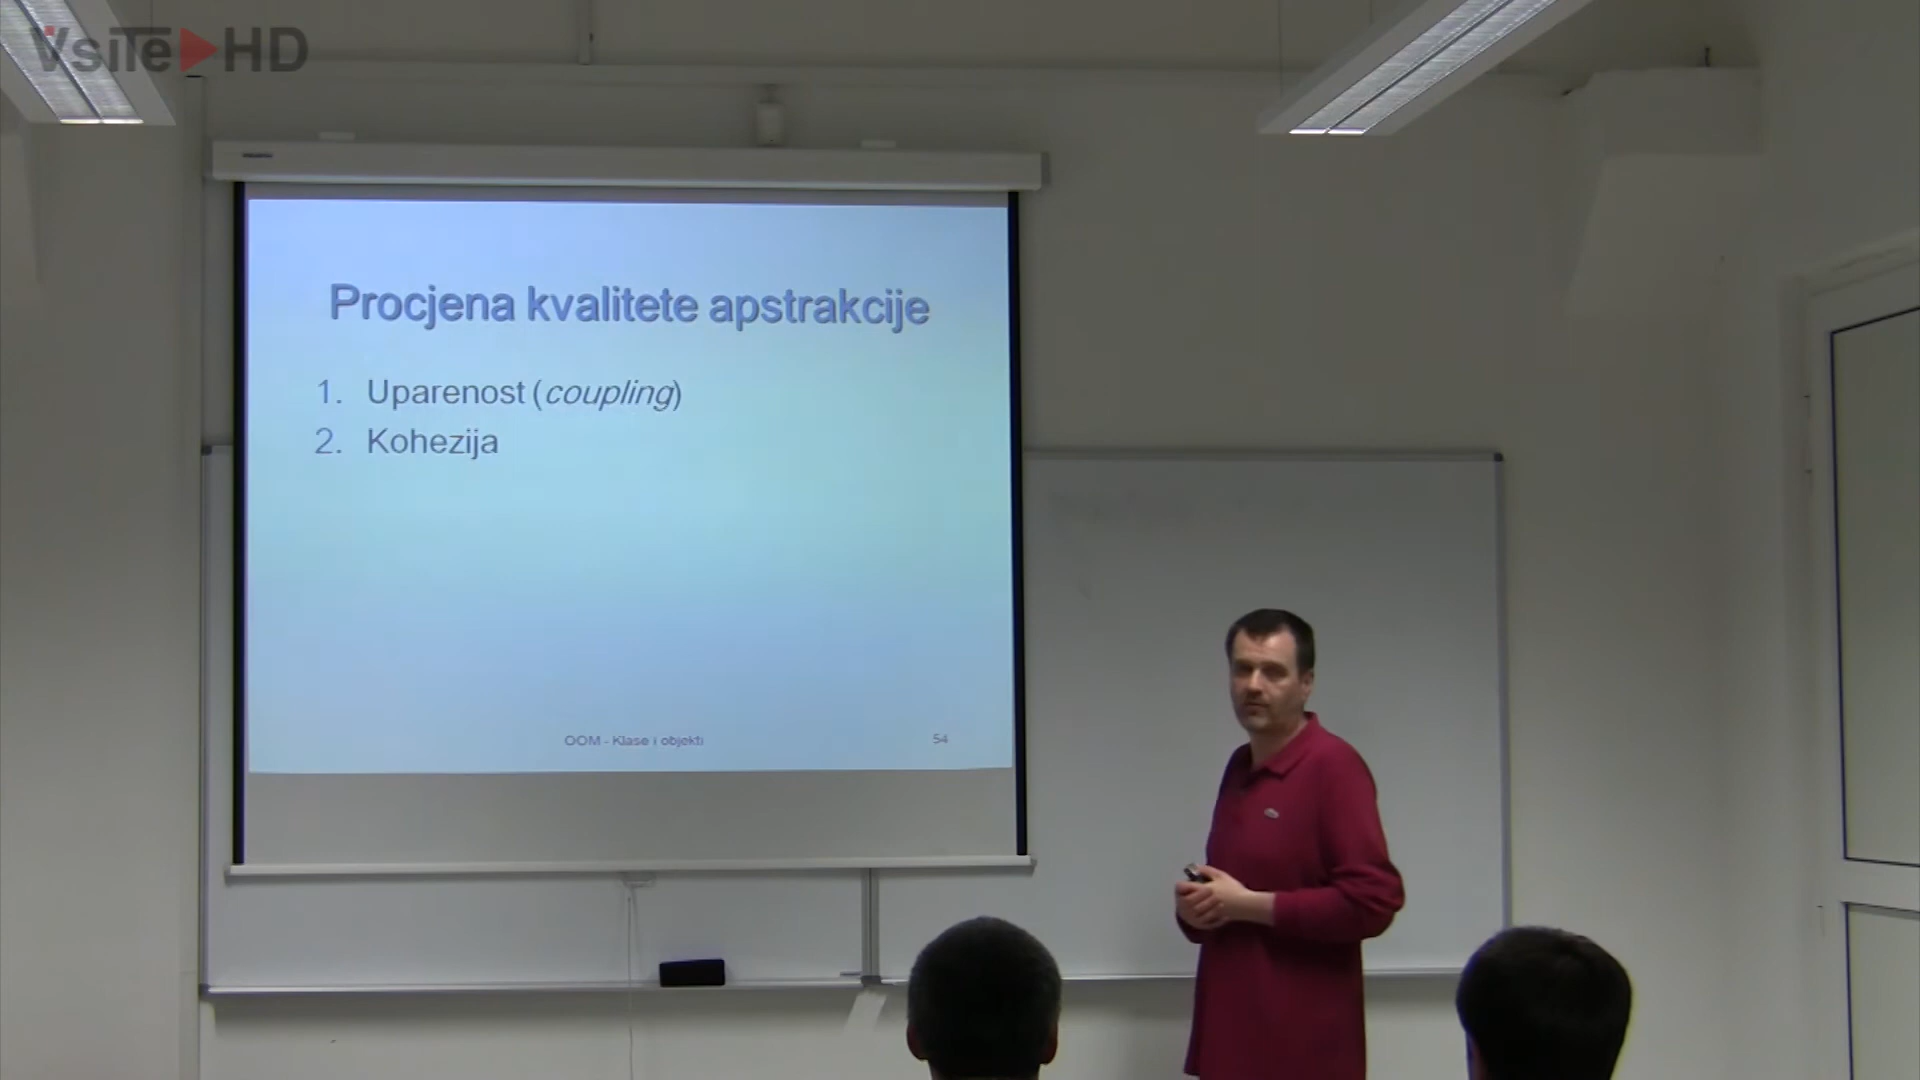 VsiTe HD
Procjena kvalitete apstrakcije
1. Uparenost (coupling)
2. Kohezija
OOM - Klase i objekti
54